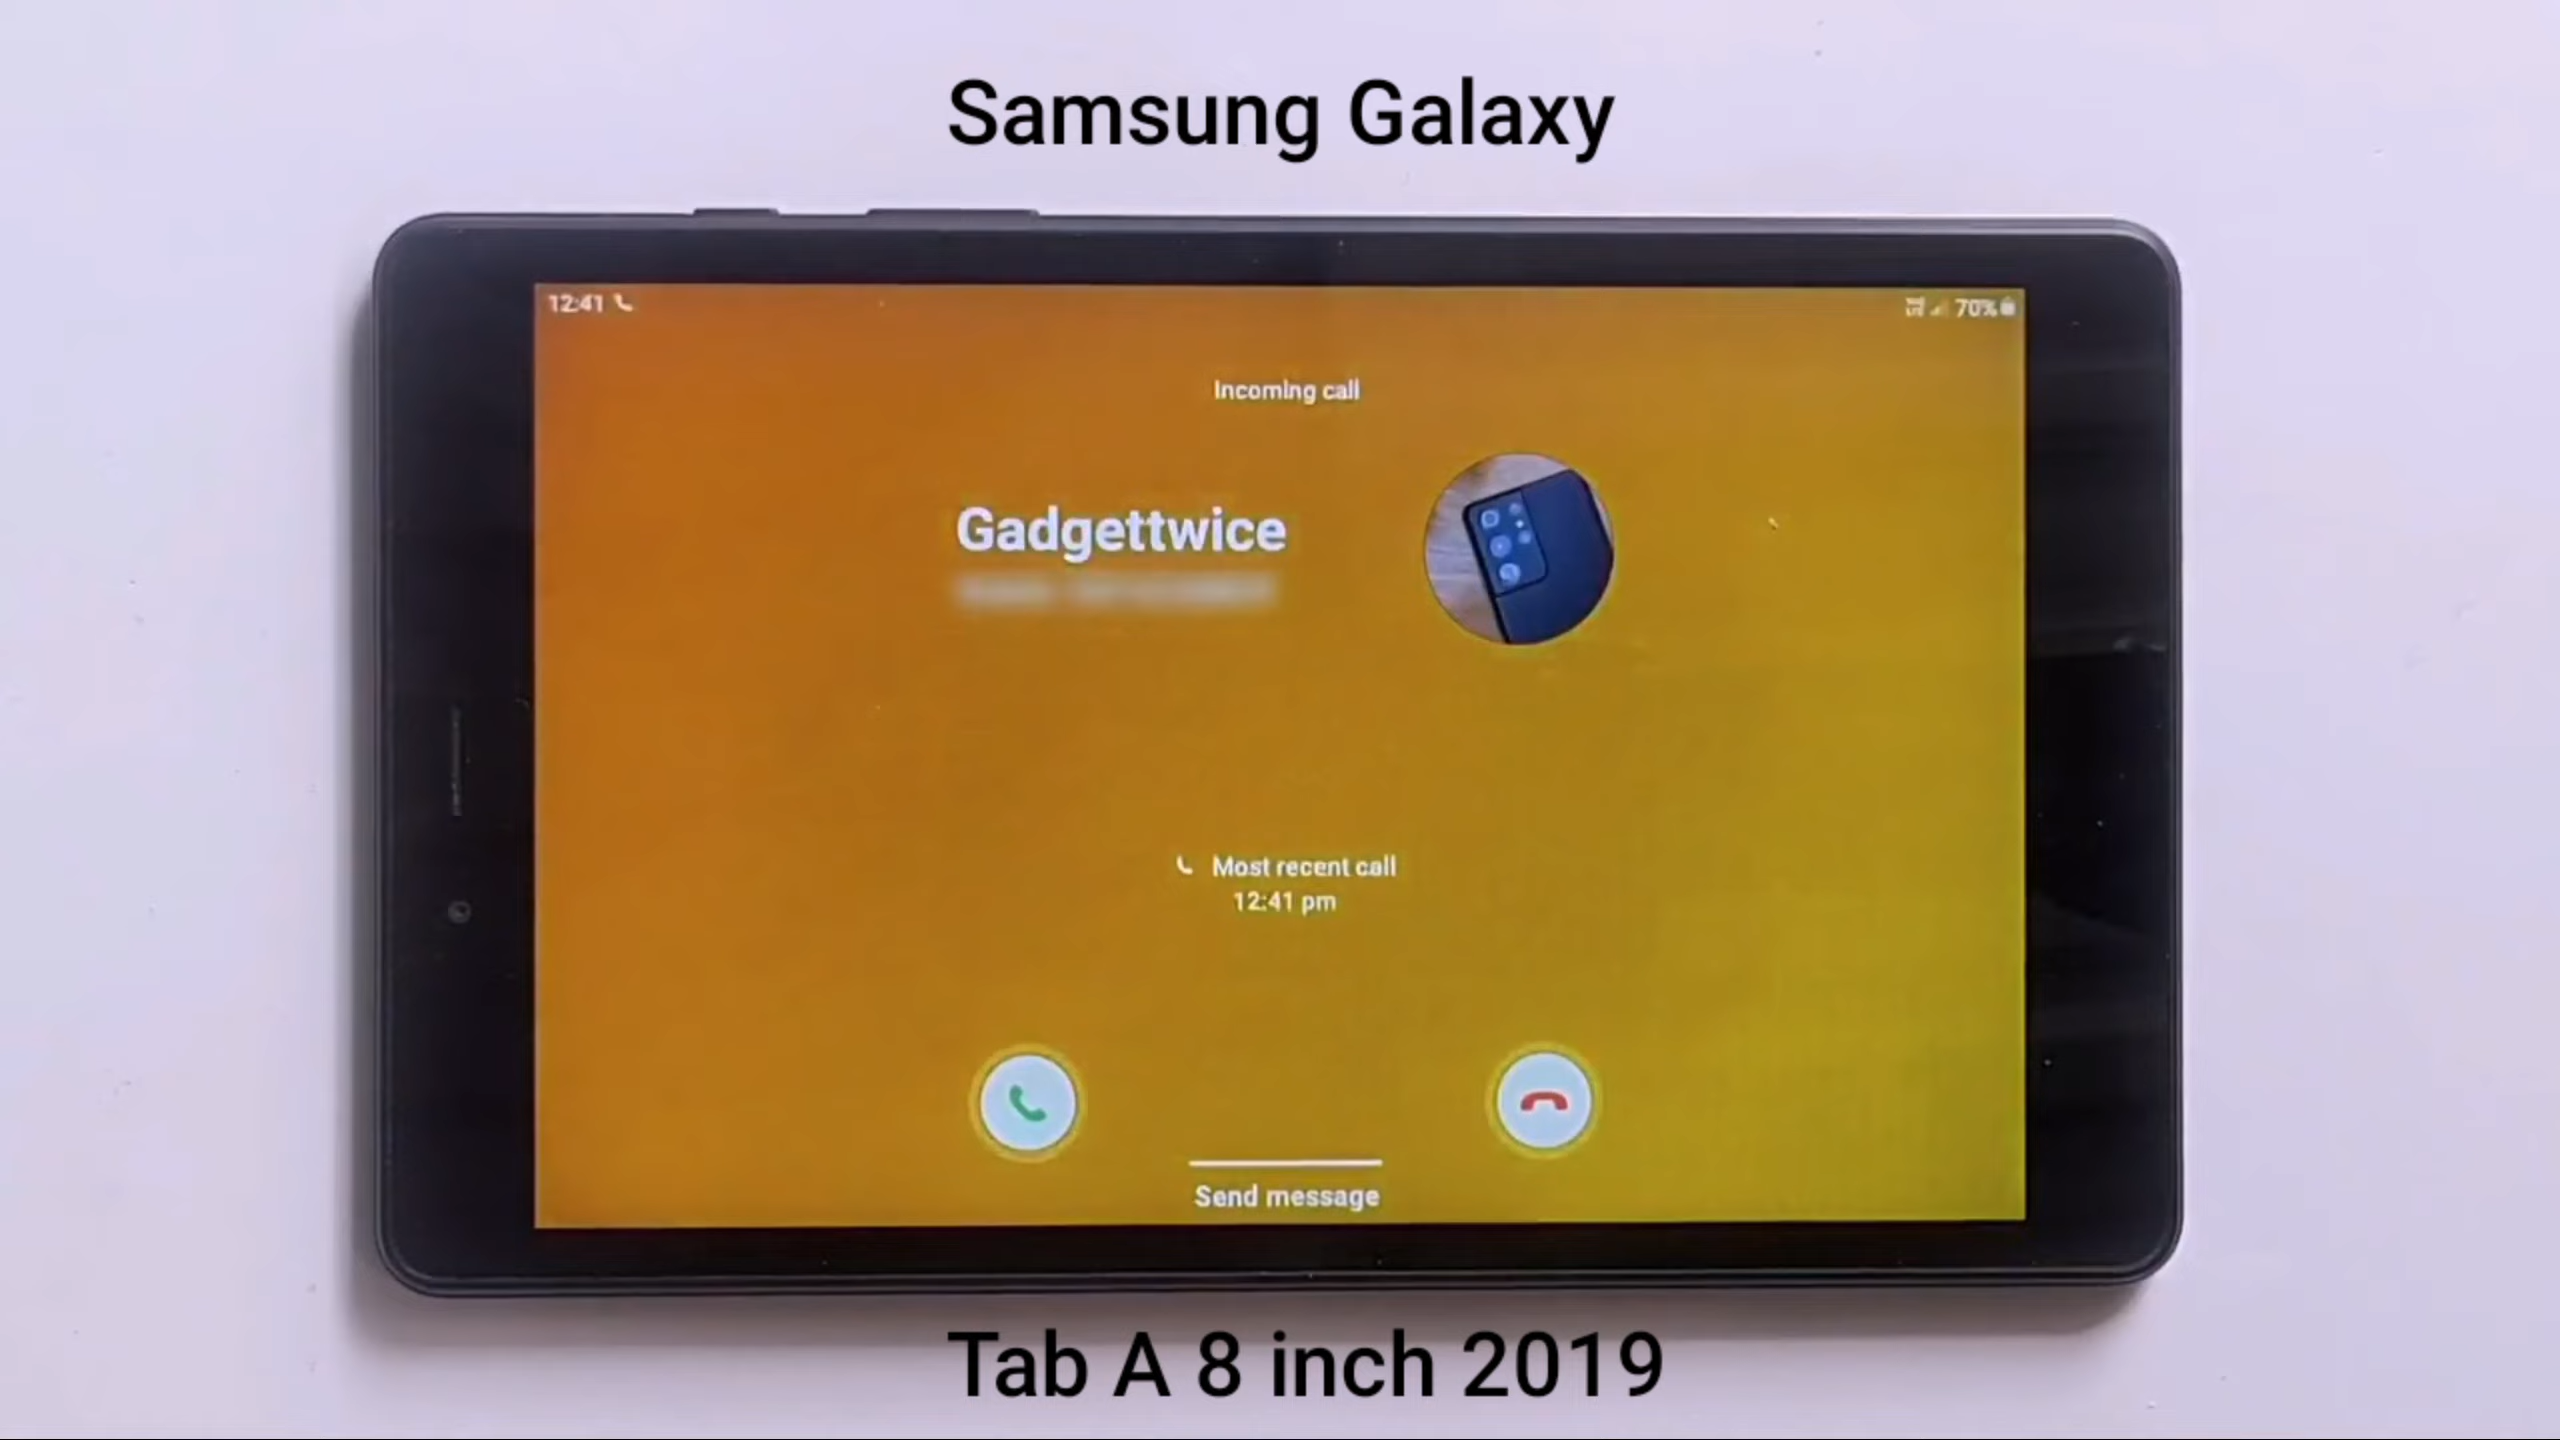 Samsung Galaxy
12:41
70%
Incoming call
Gadgettwice
Most recent call
12:41 pm
Send message
Tab A 8 inch 2019